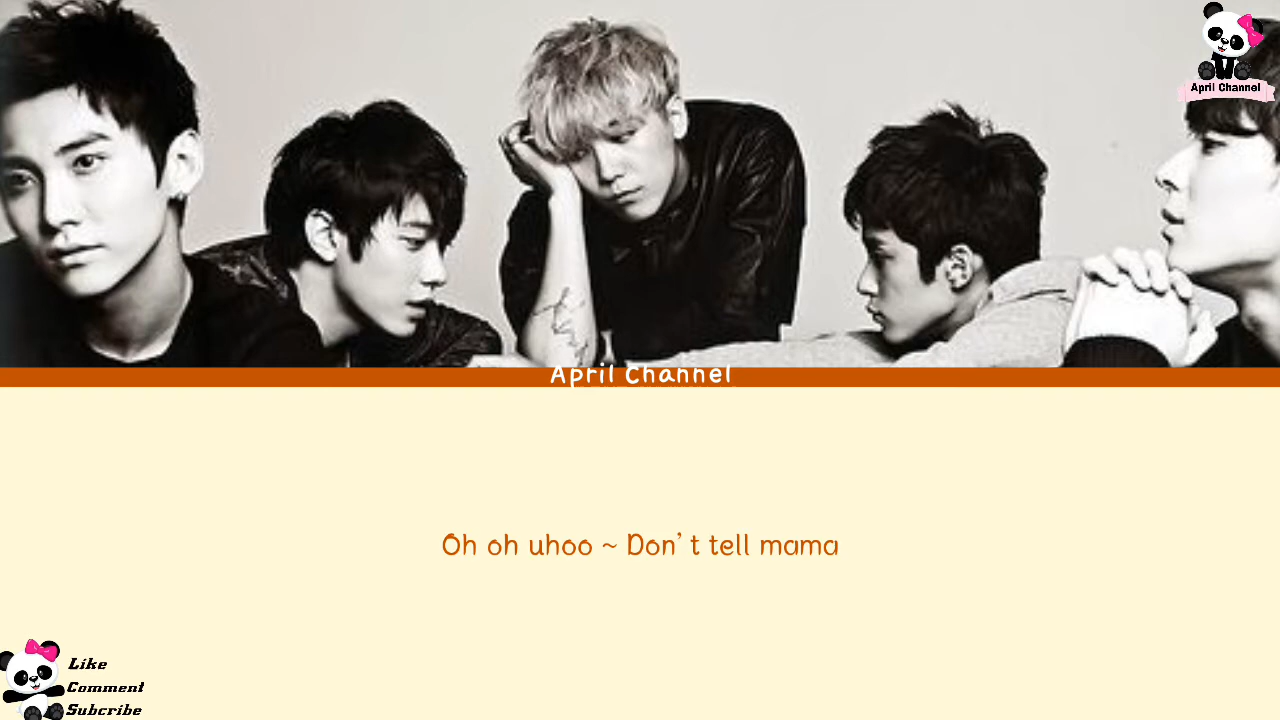 April Channel
April Channel
Oh oh uhoo ~ Don't tell mama
Like
Comment
Subcribe